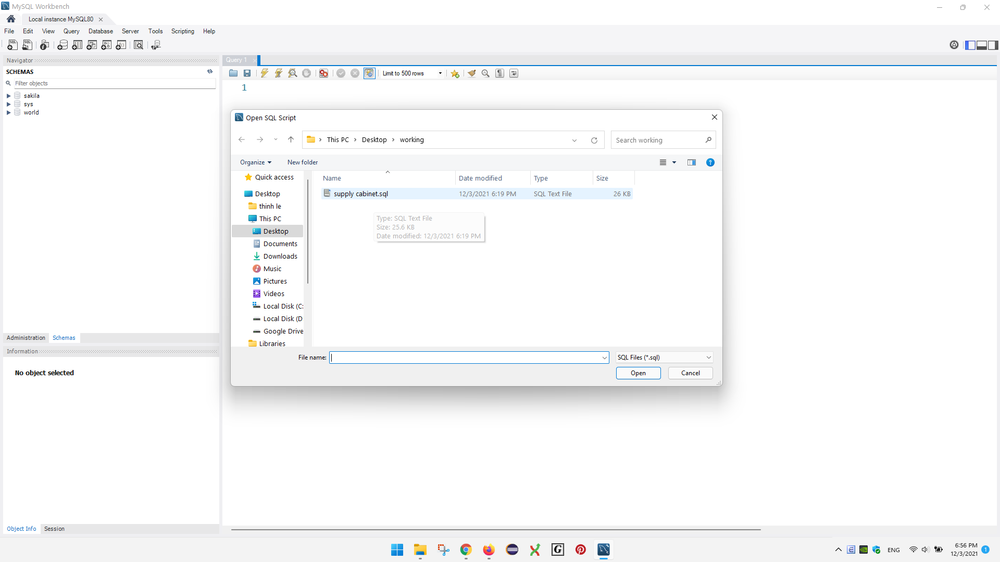 MySQL Workbench
Local instance MySQL80
File Edit View Query Database Server Tools Scripting Help
Navigator
SCHEMAS
Filter objects
sakila
sys
world
Administration Schemas
Information
No object selected
Object Info Session
Query 1
Limit to 500 rows
1
Open SQL Script
This PC > Desktop > working
Search working
Organize New folder
Quick access
Desktop
thinh le
This PC
Desktop
Documents
Downloads
Music
Pictures
Videos
Local Disk (C:
Local Disk (D
Google Drive
Libraries
Name Date modified Type Size
supply cabinet.sql 12/3/2021 6:19 PM SQL Text File 26 KB
Type: SQL Text File
Size: 25.6 KB
Date modified: 12/3/2021 6:19 PM
File name: SQL Files (*.sql)
Open Cancel
ENG
6:56 PM
12/3/2021
1